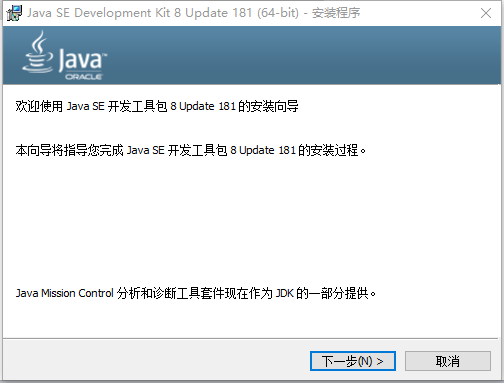 Java SE Development Kit 8 Update 181 (64-bit) - 安装程序
Java
ORACLE
欢迎使用 Java SE 开发工具包 8 Update 181 的安装向导
本向导将指导您完成 Java SE 开发工具包 8 Update 181 的安装过程。
Java Mission Control 分析和诊断工具套件现在作为 JDK 的一部分提供。
下一步(N) >
取消